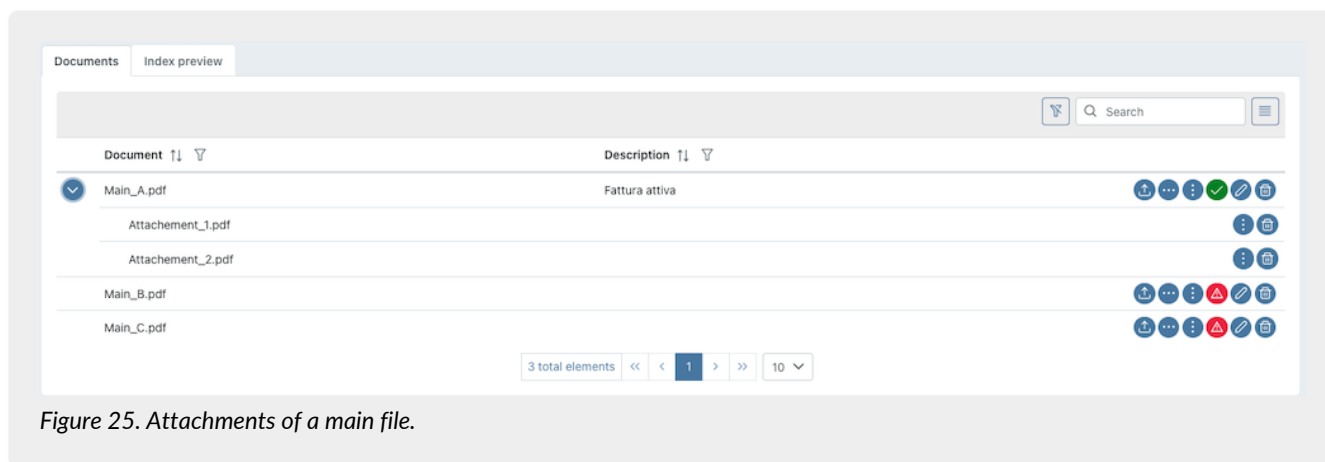 Documents Index preview
Search
Document Description
Main_A.pdf Fattura attiva
Attachement_1.pdf
Attachement_2.pdf
Main_B.pdf
Main_C.pdf
3 total elements « ‹ 1 › » 10
Figure 25. Attachments of a main file.